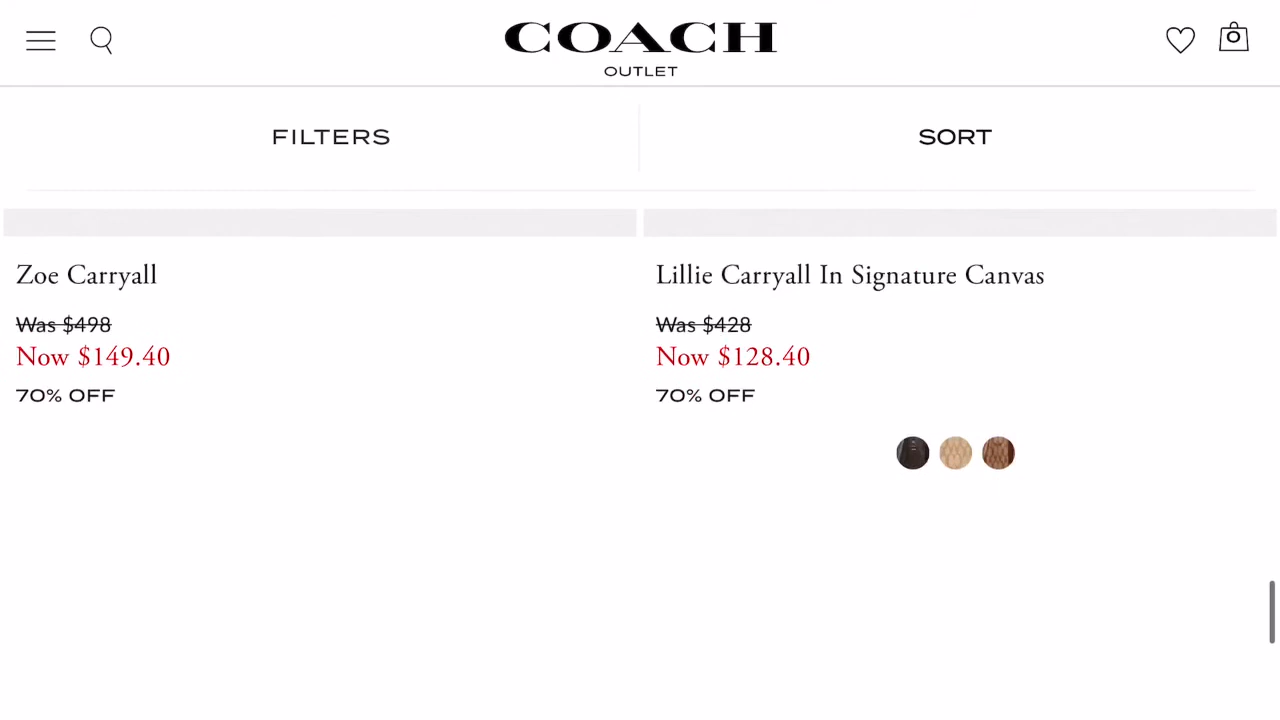 COACH
OUTLET
0
FILTERS
SORT
Zoe Carryall
Was $498
Now $149.40
70% OFF
Lillie Carryall In Signature Canvas
Was $428
Now $128.40
70% OFF